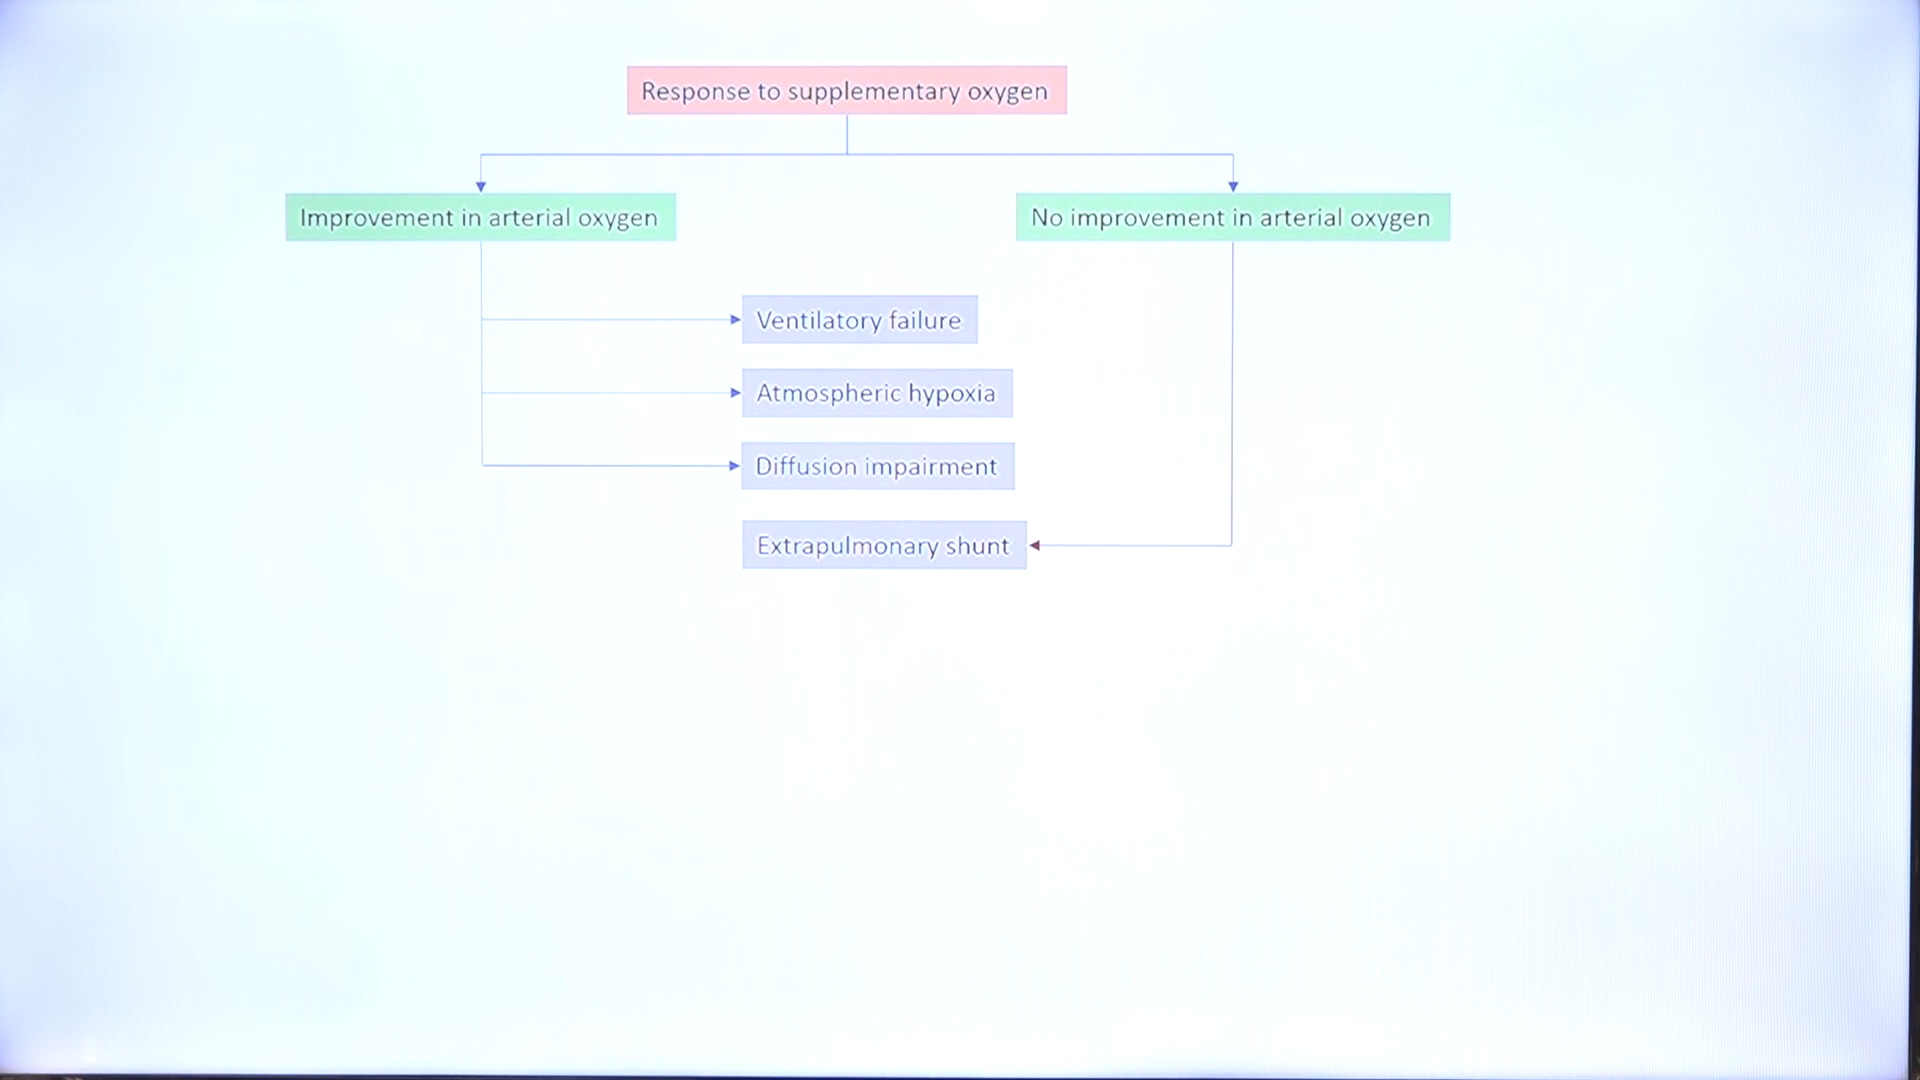 Response to supplementary oxygen
Improvement in arterial oxygen
No improvement in arterial oxygen
Ventilatory failure
Atmospheric hypoxia
Diffusion impairment
Extrapulmonary shunt